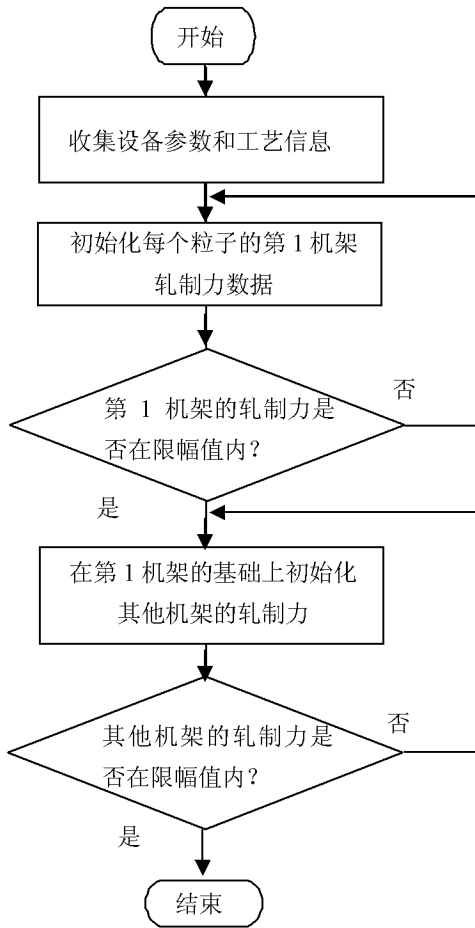 开始
收集设备参数和工艺信息
初始化每个粒子的第1机架
轧制力数据
否
第 1 机架的轧制力是
否在限幅值内?
是
在第1机架的基础上初始化
其他机架的轧制力
否
其他机架的轧制力是
否在限幅值内?
是
结束